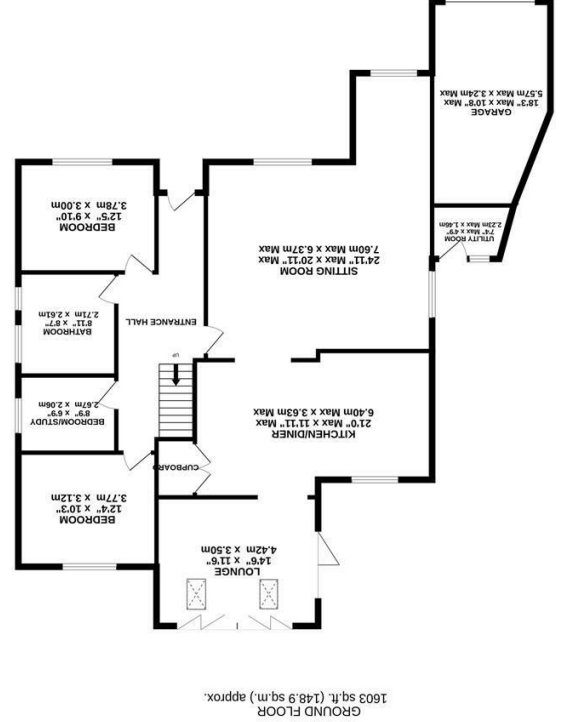 GROUND FLOOR
1603 sq.ft. (148.9 sq.m.) approx.
LOUNGE
14'6" x 11'6"
4.42m x 3.50m
BEDROOM
12'4" x 10'3"
3.77m x 3.12m
CUPBOARD
KITCHEN/DINER
21'0" Max x 11'11" Max
6.40m Max x 3.63m Max
BEDROOM/STUDY
8'9" x 6'9"
2.67m x 2.06m
UP
BATHROOM
8'11" x 8'7"
2.71m x 2.61m
ENTRANCE HALL
SITTING ROOM
24'11" Max x 20'11" Max
7.60m Max x 6.37m Max
UTILITY ROOM
7'4" Max x 4'9" Max
2.23m Max x 1.46m Max
BEDROOM
12'5" x 9'10"
3.78m x 3.00m
GARAGE
18'3" Max x 10'8" Max
5.57m Max x 3.24m Max